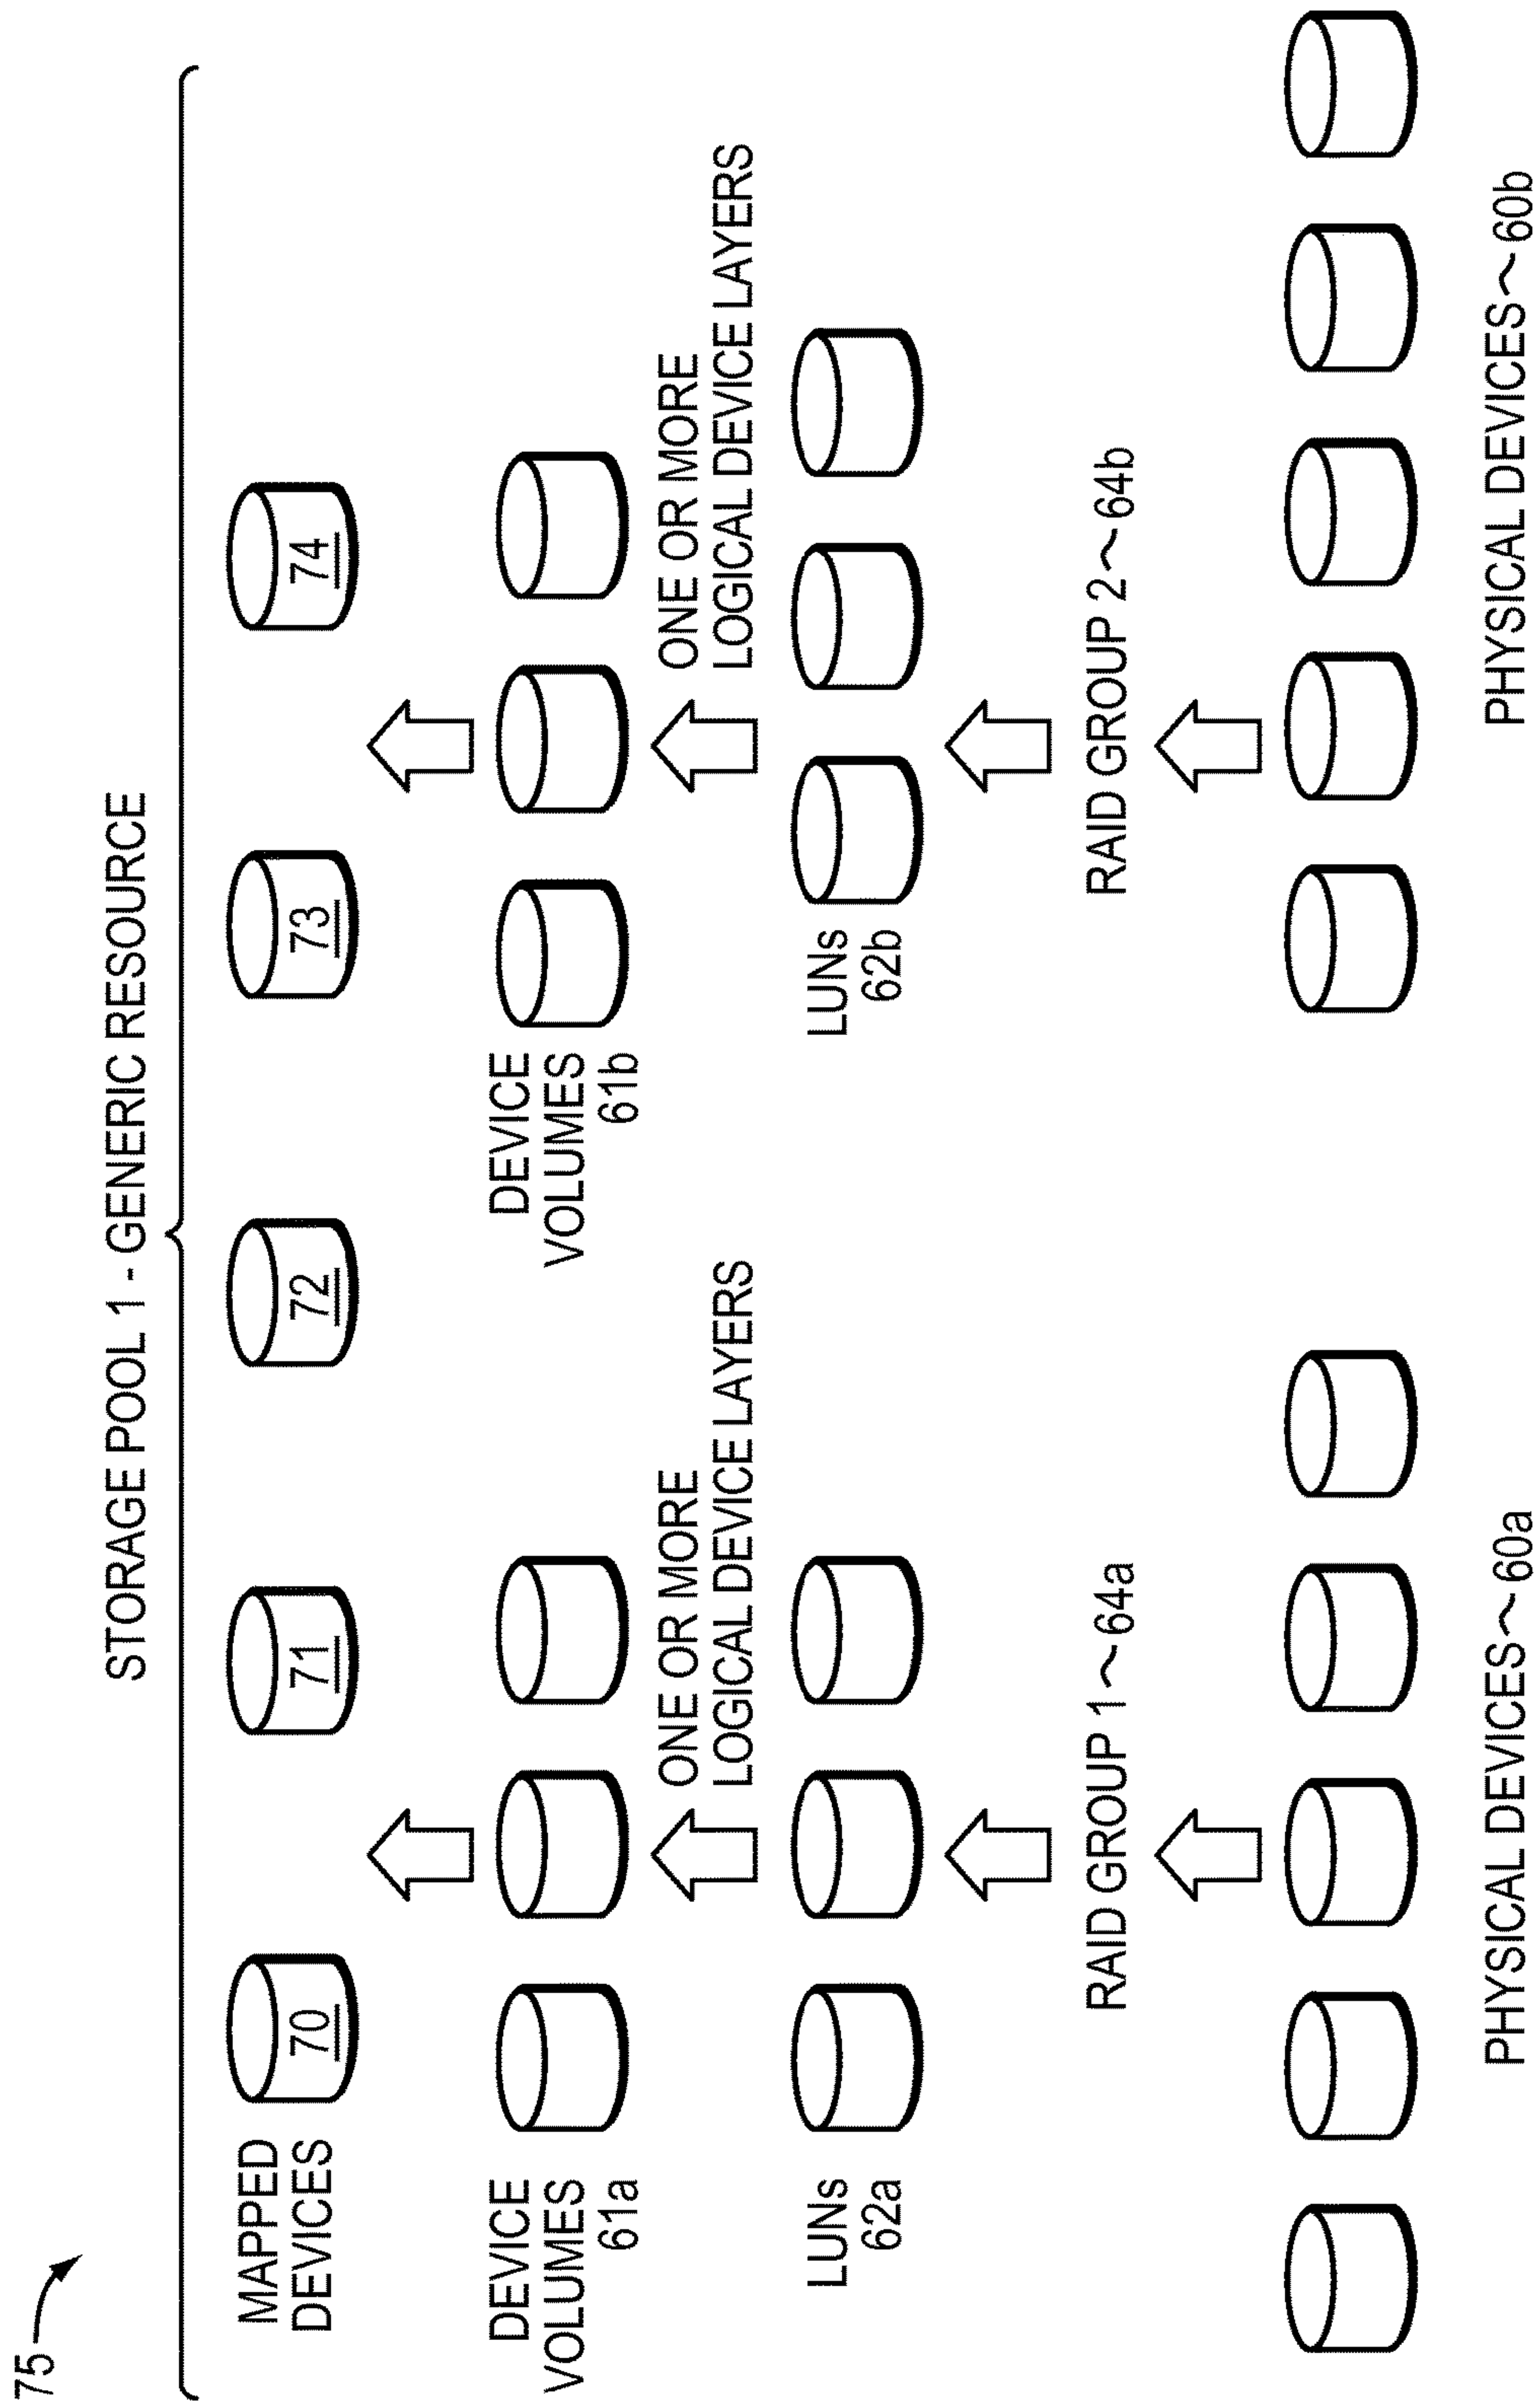 75
STORAGE POOL 1 - GENERIC RESOURCE
MAPPED
DEVICES
70
71
72
73
74
DEVICE
VOLUMES
61a
DEVICE
VOLUMES
61b
ONE OR MORE
LOGICAL DEVICE LAYERS
ONE OR MORE
LOGICAL DEVICE LAYERS
LUNs
62a
LUNs
62b
RAID GROUP 1~64a
RAID GROUP 2~64b
PHYSICAL DEVICES~60a
PHYSICAL DEVICES~60b